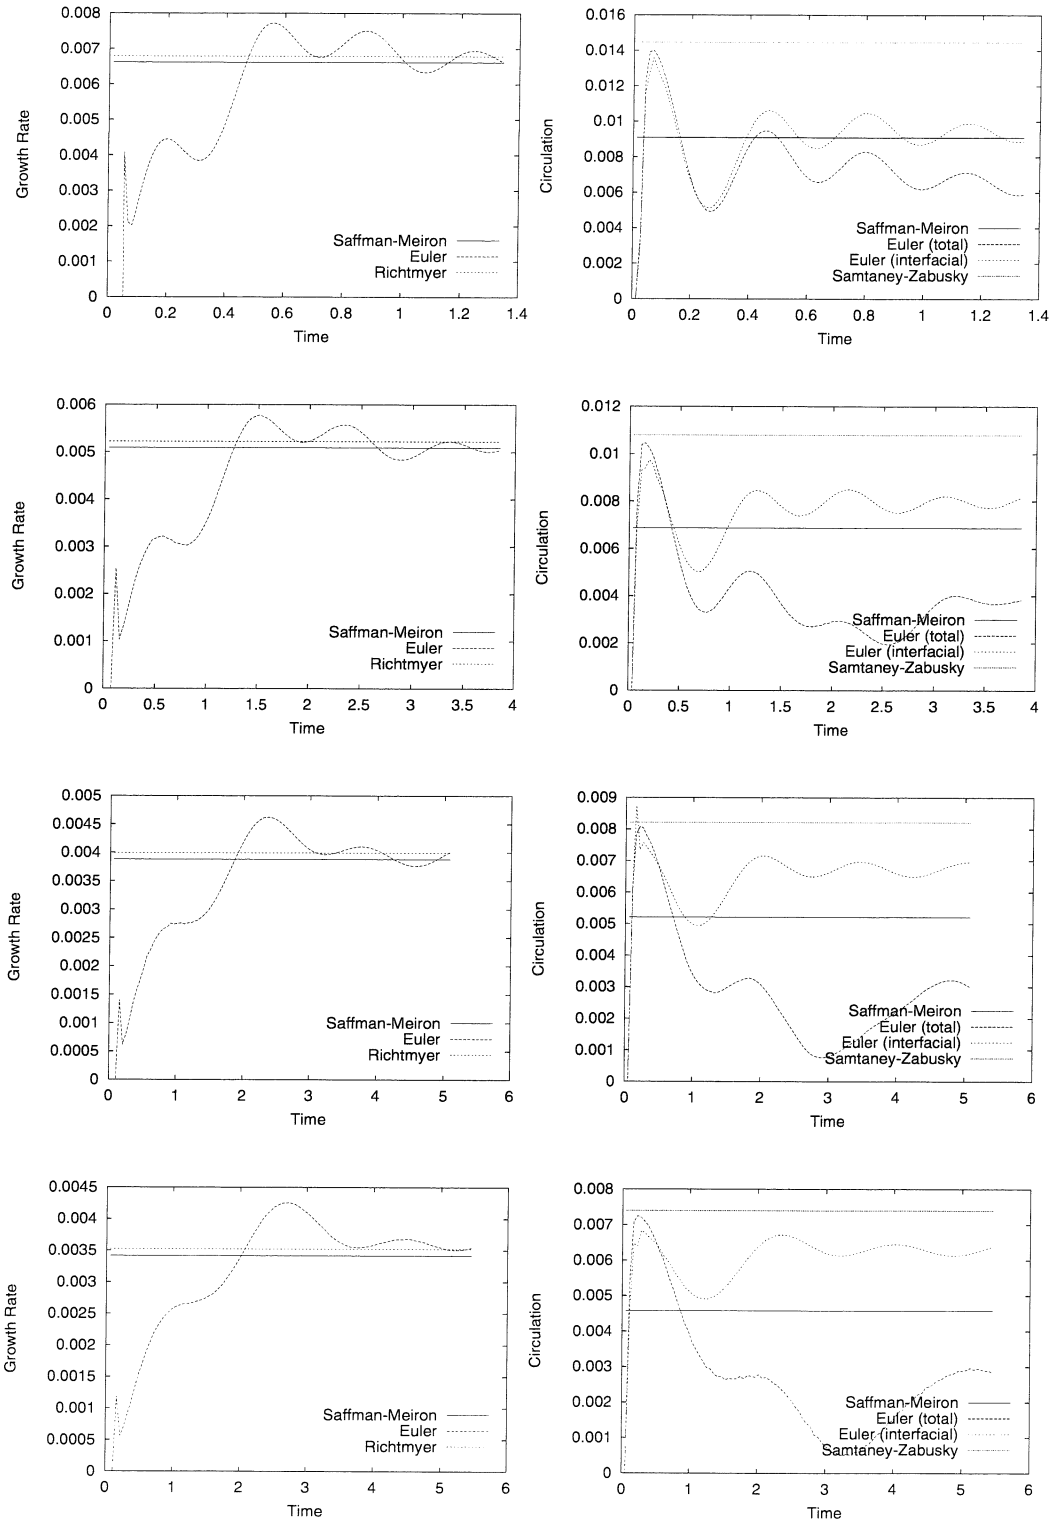 0.008
0.007
0.006
0.005
0.004
0.003
0.002
0.001
0
Growth Rate
Saffman-Meiron
Euler
Richtmyer
0 0.2 0.4 0.6 0.8 1 1.2 1.4
Time
0.016
0.014
0.012
0.01
0.008
0.006
0.004
0.002
0
Circulation
Saffman-Meiron
Euler (total)
Euler (interfacial)
Samtaney-Zabusky
0 0.2 0.4 0.6 0.8 1 1.2 1.4
Time
0.006
0.005
0.004
0.003
0.002
0.001
0
Growth Rate
Saffman-Meiron
Euler
Richtmyer
0 0.5 1 1.5 2 2.5 3 3.5 4
Time
0.012
0.01
0.008
0.006
0.004
0.002
0
Circulation
Saffman-Meiron
Euler (total)
Euler (interfacial)
Samtaney-Zabusky
0 0.5 1 1.5 2 2.5 3 3.5 4
Time
0.005
0.0045
0.004
0.0035
0.003
0.0025
0.002
0.0015
0.001
0.0005
0
Growth Rate
Saffman-Meiron
Euler
Richtmyer
0 1 2 3 4 5 6
Time
0.009
0.008
0.007
0.006
0.005
0.004
0.003
0.002
0.001
0
Circulation
Saffman-Meiron
Euler (total)
Euler (interfacial)
Samtaney-Zabusky
0 1 2 3 4 5 6
Time
0.0045
0.004
0.0035
0.003
0.0025
0.002
0.0015
0.001
0.0005
0
Growth Rate
Saffman-Meiron
Euler
Richtmyer
0 1 2 3 4 5 6
Time
0.008
0.007
0.006
0.005
0.004
0.003
0.002
0.001
0
Circulation
Saffman-Meiron
Euler (total)
Euler (interfacial)
Samtaney-Zabusky
0 1 2 3 4 5 6
Time